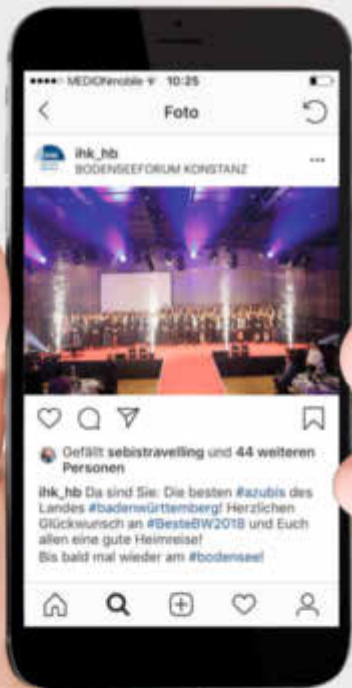 MEDIONmobile 10:25
Foto
ihk_hb
BODENSEEFORUM KONSTANZ
Gefällt sebistravelling und 44 weiteren
Personen
ihk_hb Da sind Sie: Die besten #azubis des
Landes #badenwürttemberg! Herzlichen
Glückwunsch an #BesteBW2018 und Euch
allen eine gute Heimreise!
Bis bald mal wieder am #bodensee!